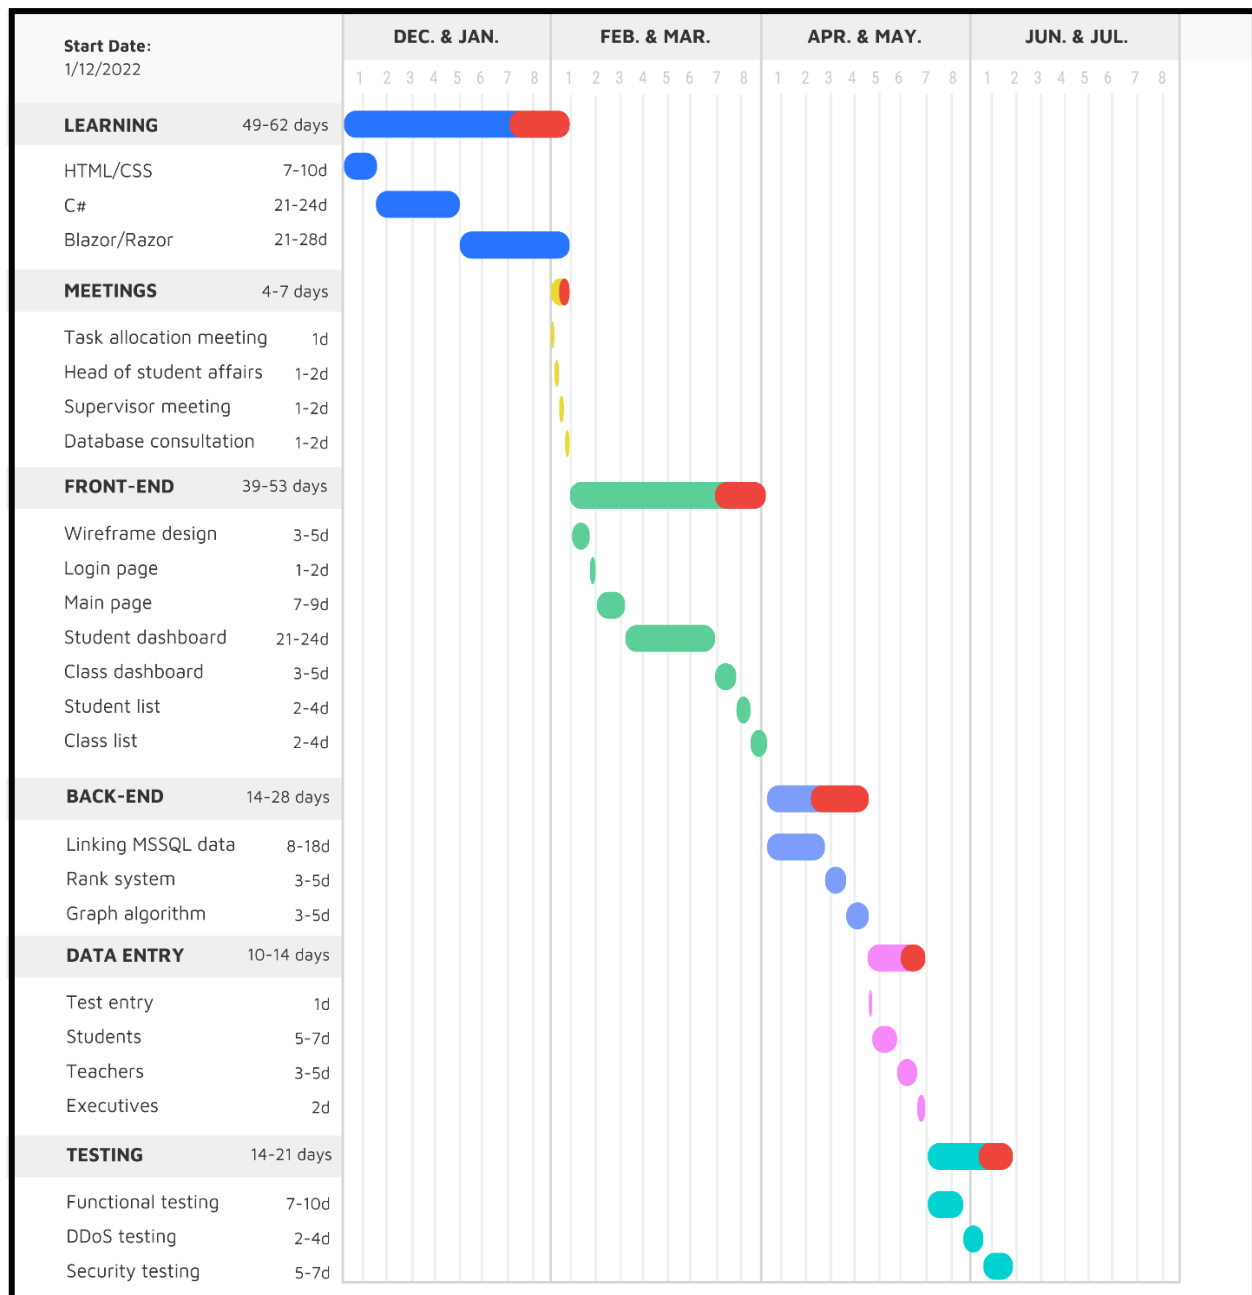 DEC. & JAN. FEB. & MAR. APR. & MAY. JUN. & JUL.
Start Date:
1/12/2022
1 2 3 4 5 6 7 8 1 2 3 4 5 6 7 8 1 2 3 4 5 6 7 8 1 2 3 4 5 6 7 8
LEARNING 49-62 days
HTML/CSS 7-10d
C# 21-24d
Blazor/Razor 21-28d
MEETINGS 4-7 days
Task allocation meeting 1d
Head of student affairs 1-2d
Supervisor meeting 1-2d
Database consultation 1-2d
FRONT-END 39-53 days
Wireframe design 3-5d
Login page 1-2d
Main page 7-9d
Student dashboard 21-24d
Class dashboard 3-5d
Student list 2-4d
Class list 2-4d
BACK-END 14-28 days
Linking MSSQL data 8-18d
Rank system 3-5d
Graph algorithm 3-5d
DATA ENTRY 10-14 days
Test entry 1d
Students 5-7d
Teachers 3-5d
Executives 2d
TESTING 14-21 days
Functional testing 7-10d
DDoS testing 2-4d
Security testing 5-7d